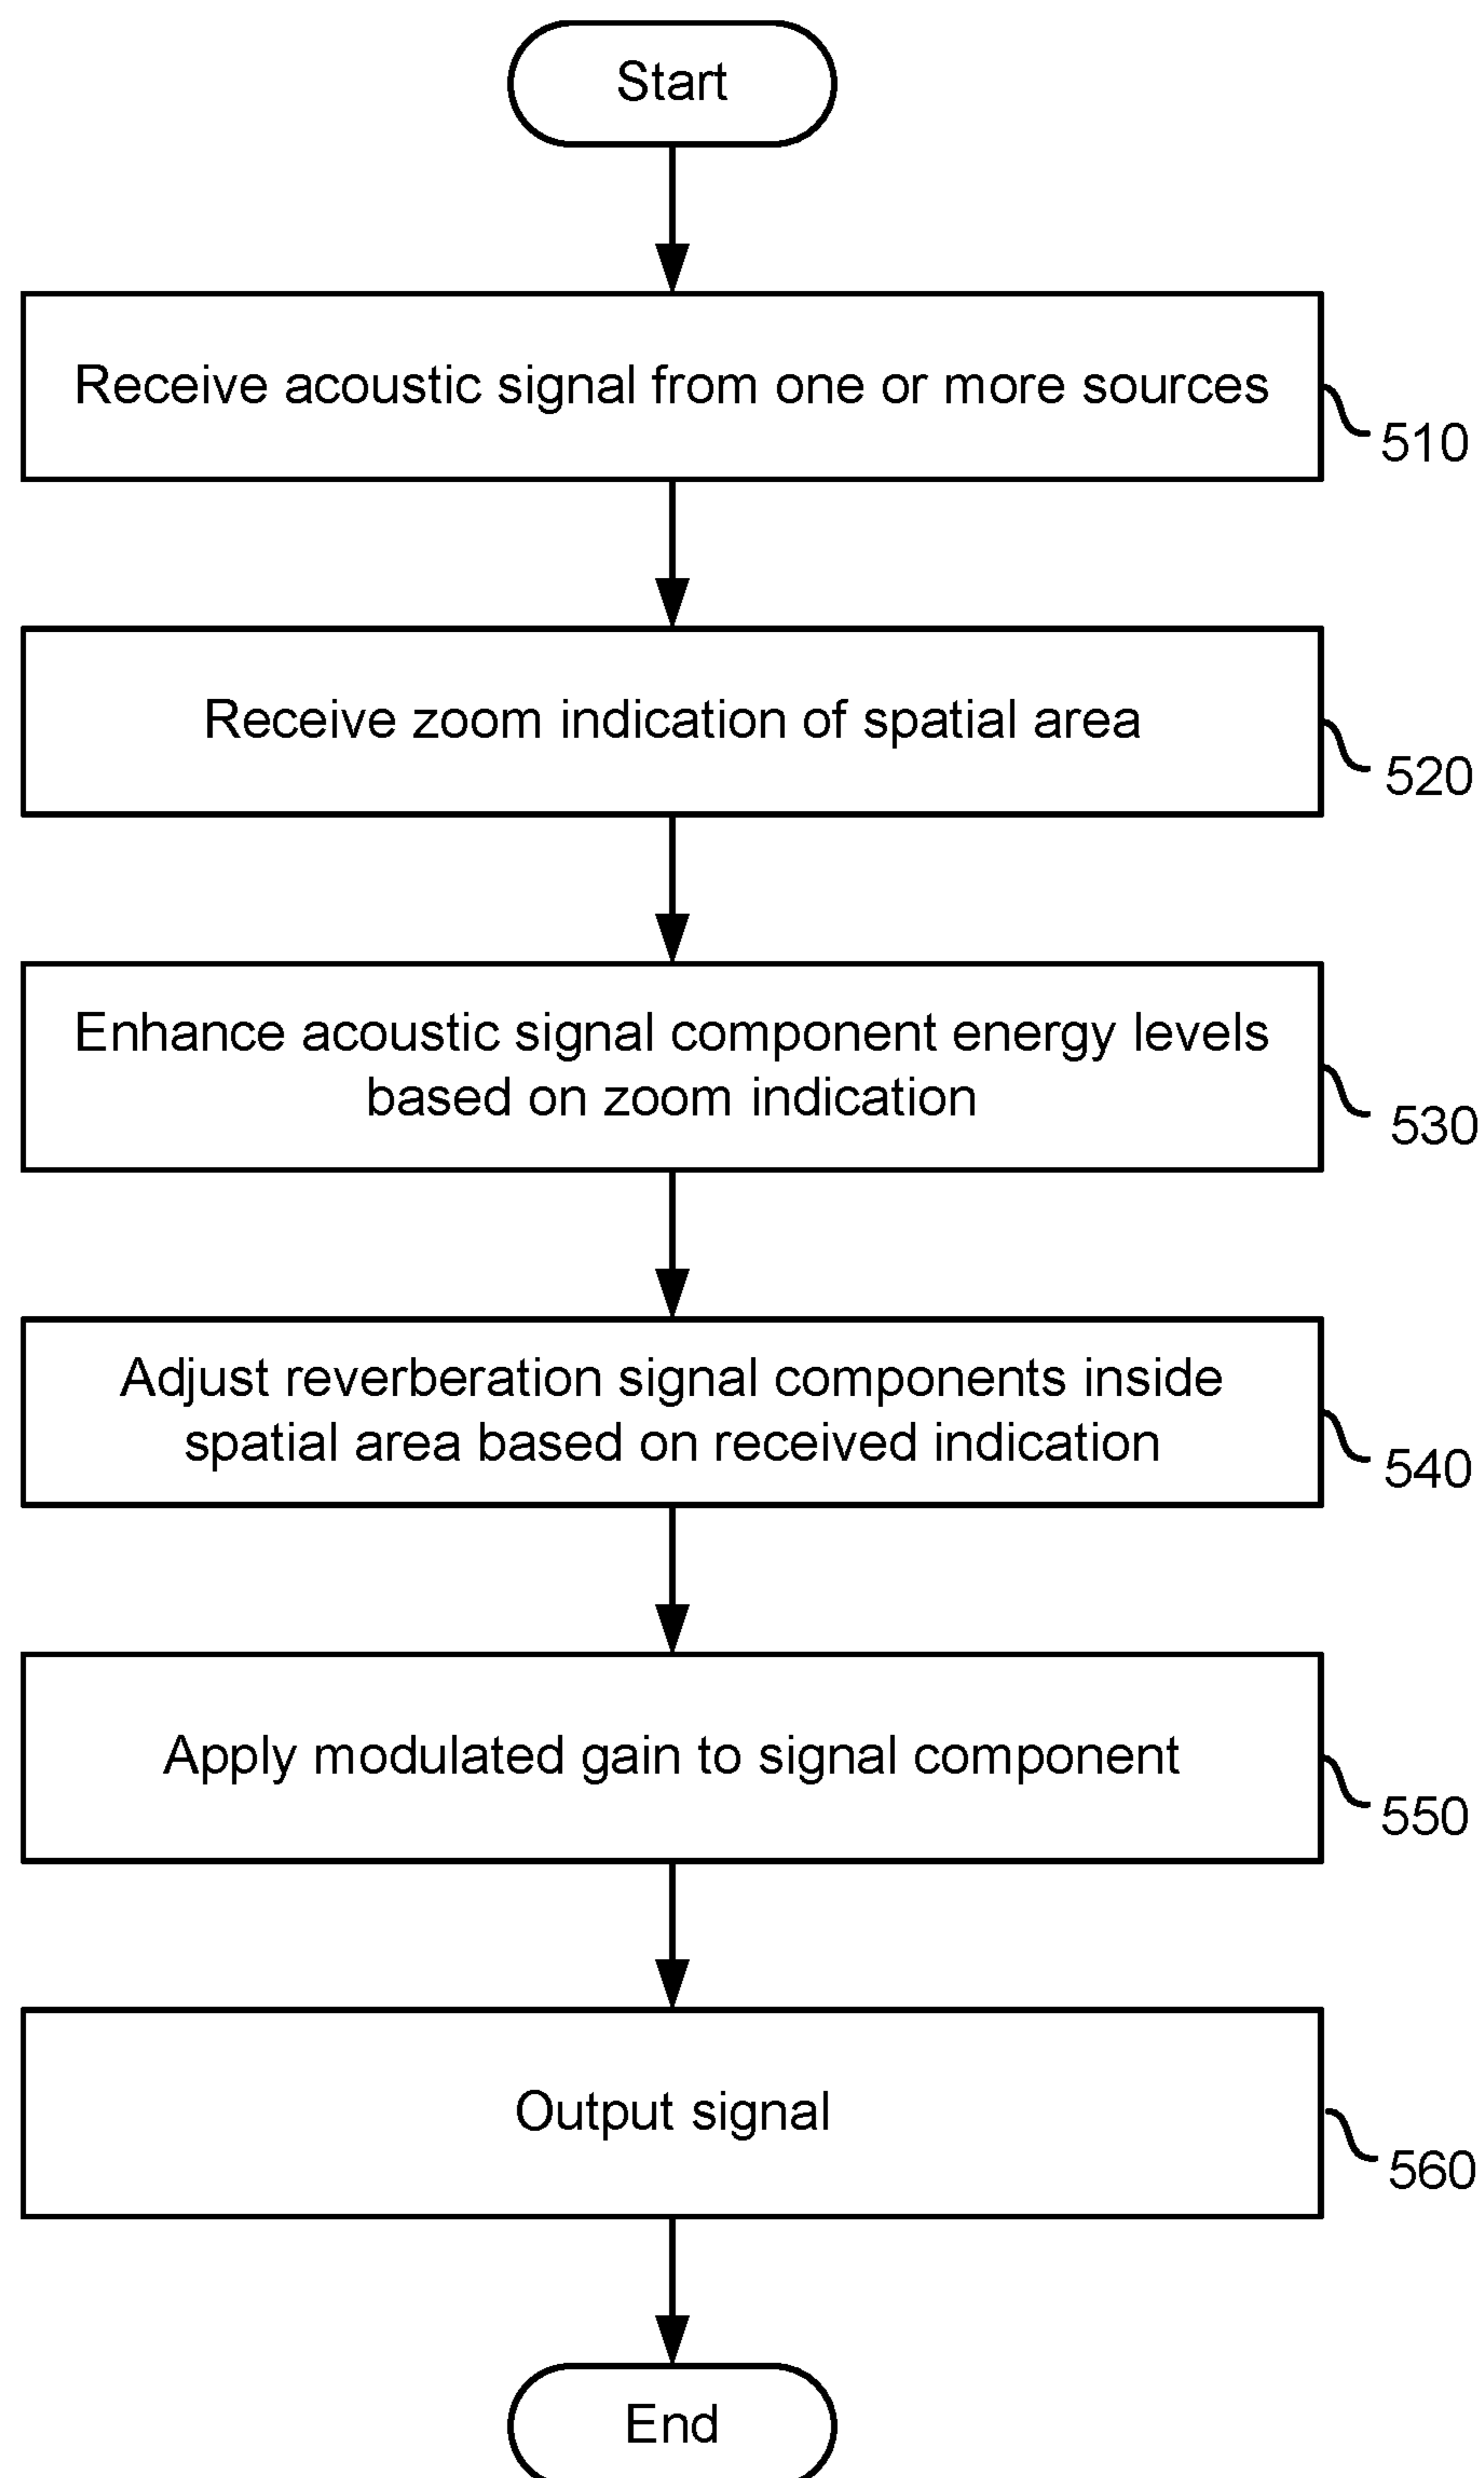 Start
Receive acoustic signal from one or more sources
510
Receive zoom indication of spatial area
520
Enhance acoustic signal component energy levels
based on zoom indication
530
Adjust reverberation signal components inside
spatial area based on received indication
540
Apply modulated gain to signal component
550
Output signal
560
End